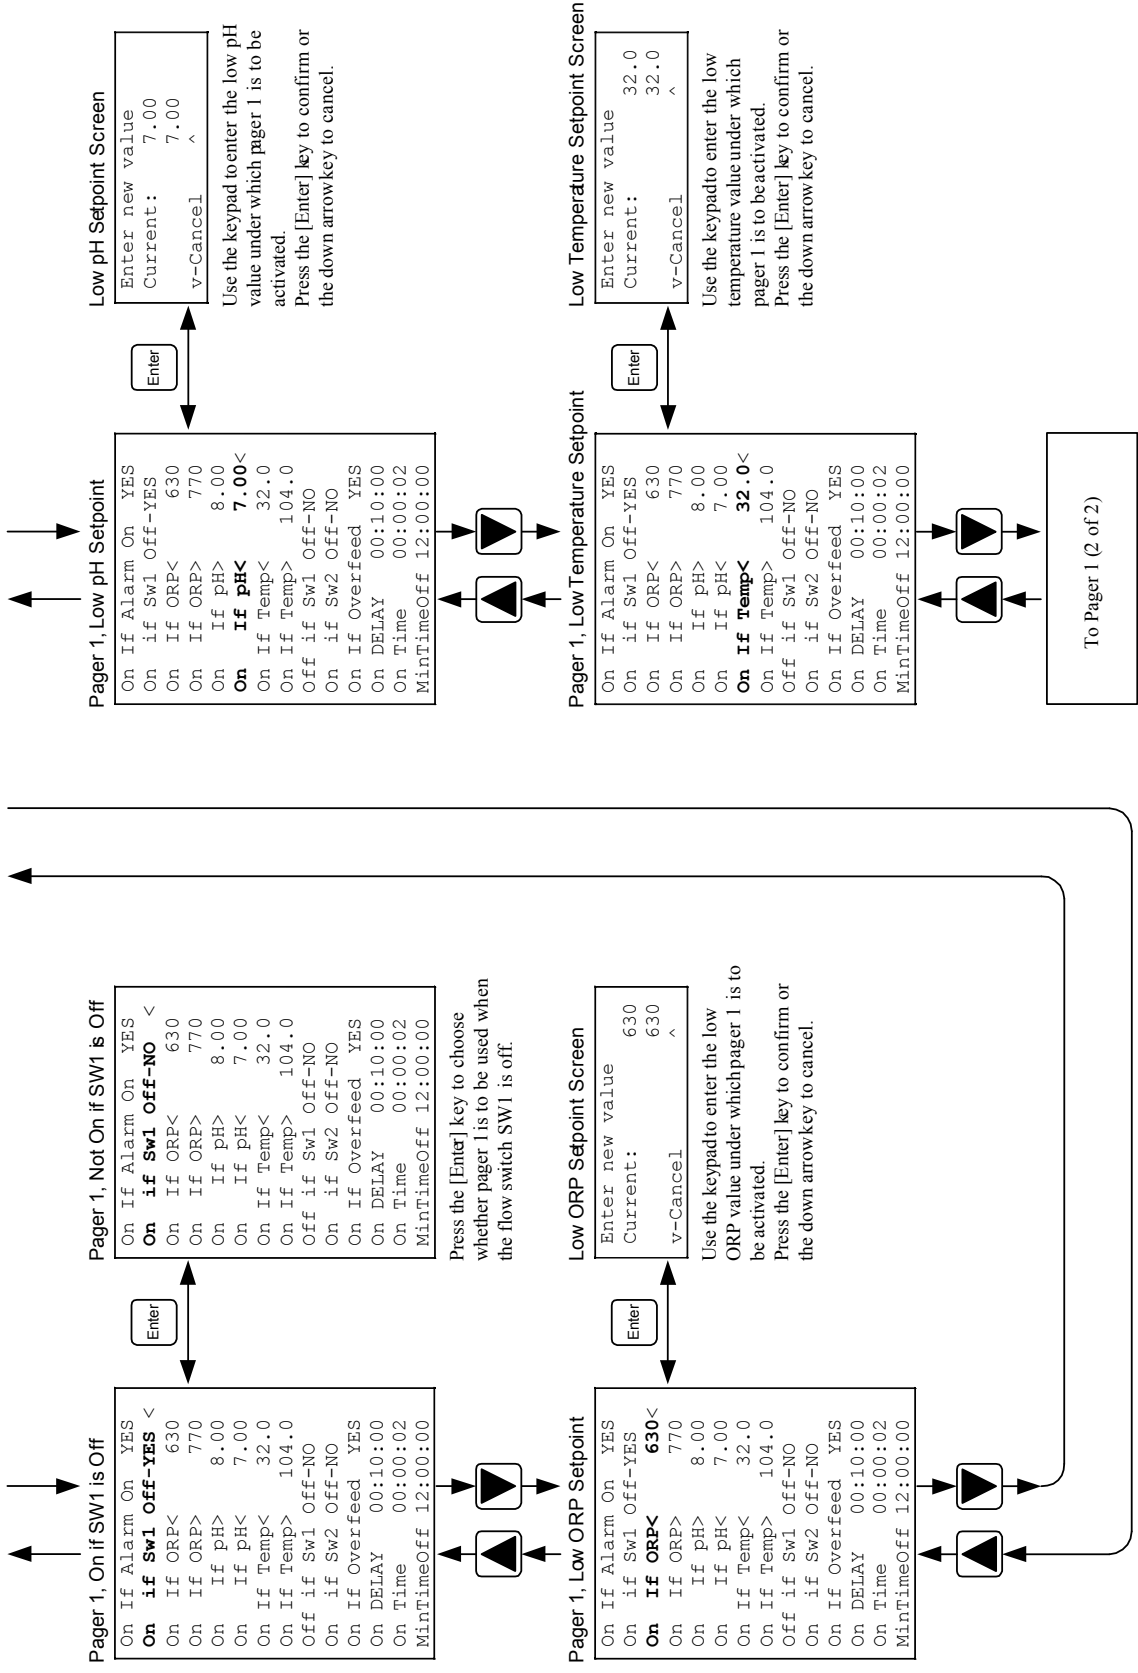 Pager 1, On if SW1 is Off
On If Alarm On YES
On if Sw1 Off-YES <
On If ORP< 630
On If ORP> 770
On If pH> 8.00
On If pH< 7.00
On If Temp< 32.0
On If Temp> 104.0
Off if Sw1 Off-NO
On if Sw2 Off-NO
On If Overfeed YES
On DELAY 00:10:00
On Time 00:00:02
MinTimeOff 12:00:00
Enter
Pager 1, Not On if SW1 is Off
On If Alarm On YES
On if Sw1 Off-NO <
On If ORP< 630
On If ORP> 770
On If pH> 8.00
On If pH< 7.00
On If Temp< 32.0
On If Temp> 104.0
Off if Sw1 Off-NO
On if Sw2 Off-NO
On If Overfeed YES
On DELAY 00:10:00
On Time 00:00:02
MinTimeOff 12:00:00
Press the [Enter] key to choose
whether pager 1 is to be used when
the flow switch SW1 is off.
Pager 1, Low ORP Setpoint
On If Alarm On YES
On if Sw1 Off-YES
On If ORP< 630<
On If ORP> 770
On If pH> 8.00
On If pH< 7.00
On If Temp< 32.0
On If Temp> 104.0
Off if Sw1 Off-NO
On if Sw2 Off-NO
On If Overfeed YES
On DELAY 00:10:00
On Time 00:00:02
MinTimeOff 12:00:00
Enter
Low ORP Setpoint Screen
Enter new value
Current: 630
630
v-Cancel ^
Use the keypad to enter the low
ORP value under which pager 1 is to
be activated.
Press the [Enter] key to confirm or
the down arrow key to cancel.
Pager 1, Low pH Setpoint
On If Alarm On YES
On if Sw1 Off-YES
On If ORP< 630
On If ORP> 770
On If pH> 8.00
On If pH< 7.00<
On If Temp< 32.0
On If Temp> 104.0
Off if Sw1 Off-NO
On if Sw2 Off-NO
On If Overfeed YES
On DELAY 00:10:00
On Time 00:00:02
MinTimeOff 12:00:00
Enter
Low pH Setpoint Screen
Enter new value
Current: 7.00
7.00
v-Cancel ^
Use the keypad to enter the low pH
value under which pager 1 is to be
activated.
Press the [Enter] key to confirm or
the down arrow key to cancel.
Pager 1, Low Temperature Setpoint
On If Alarm On YES
On if Sw1 Off-YES
On If ORP< 630
On If ORP> 770
On If pH> 8.00
On If pH< 7.00
On If Temp< 32.0<
On If Temp> 104.0
Off if Sw1 Off-NO
On if Sw2 Off-NO
On If Overfeed YES
On DELAY 00:10:00
On Time 00:00:02
MinTimeOff 12:00:00
Enter
Low Temperature Setpoint Screen
Enter new value
Current: 32.0
32.0
v-Cancel ^
Use the keypad to enter the low
temperature value under which
pager 1 is to be activated.
Press the [Enter] key to confirm or
the down arrow key to cancel.
To Pager 1 (2 of 2)